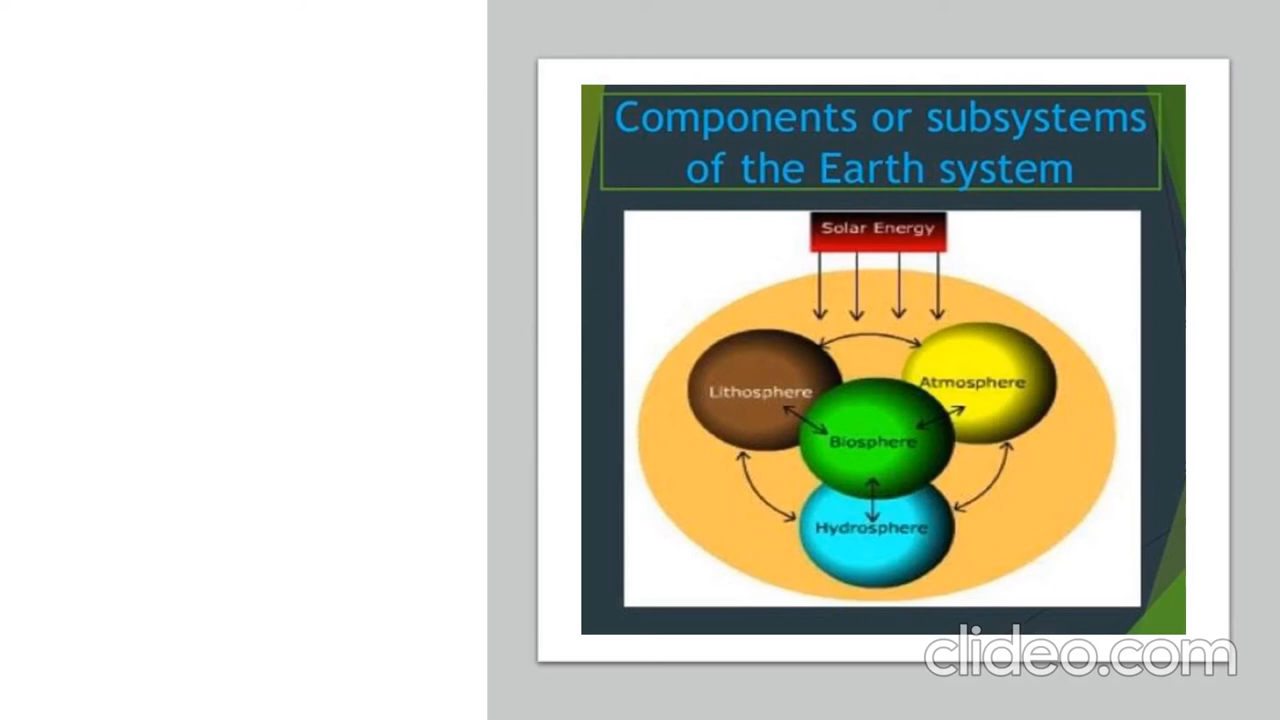 Components or subsystems
of the Earth system
Solar Energy
Lithosphere
Atmosphere
Biosphere
Hydrosphere
clideo.com